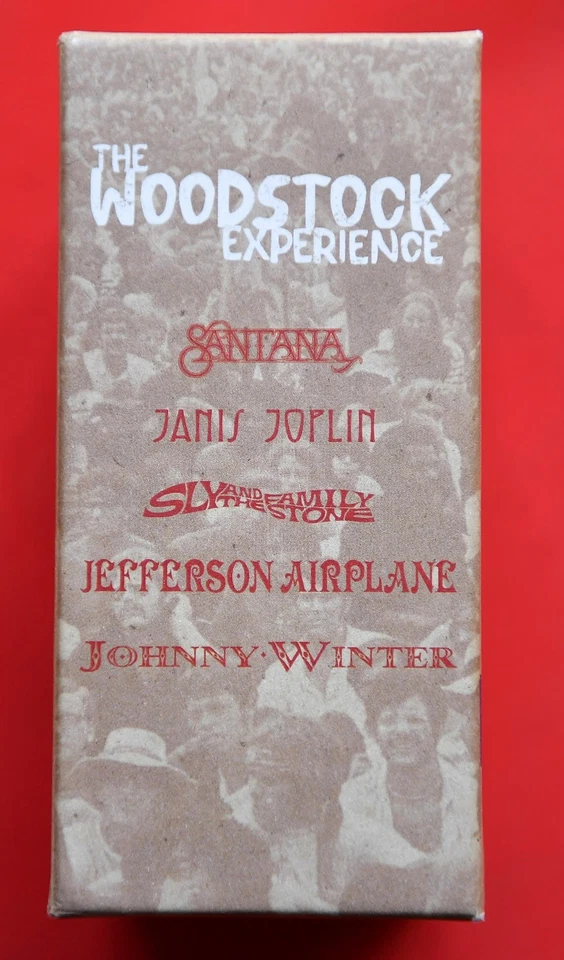 THE
WOODSTOCK
EXPERIENCE
SANTANA
JANIS JOPLIN
SLY AND THE FAMILY STONE
JEFFERSON AIRPLANE
JOHNNY·WINTER